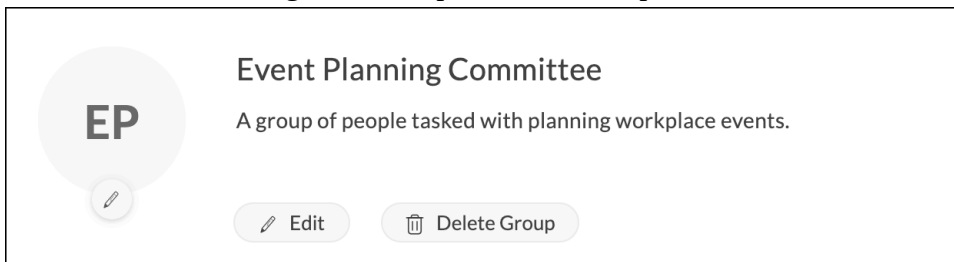 Event Planning Committee
EP
A group of people tasked with planning workplace events.
Edit
Delete Group